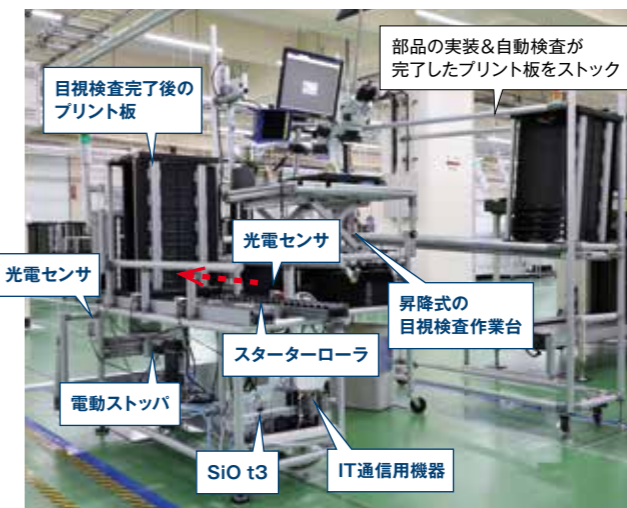 部品の実装&自動検査が
完了したプリント板をストック
目視検査完了後の
プリント板
光電センサ
光電センサ
昇降式の
目視検査作業台
スターターローラ
電動ストッパ
SiO t3
IT通信用機器